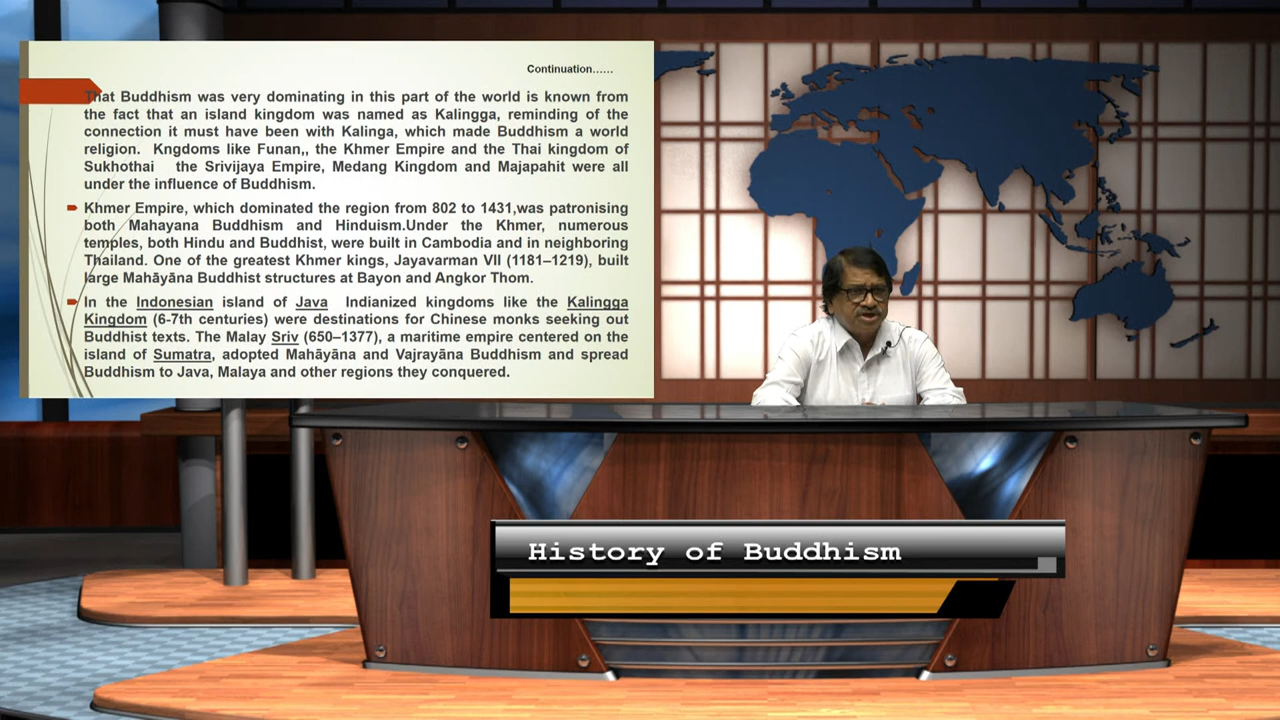 Continuation......
That Buddhism was very dominating in this part of the world is known from
the fact that an island kingdom was named as Kalingga, reminding of the
connection it must have been with Kalinga, which made Buddhism a world
religion. Kngdoms like Funan,, the Khmer Empire and the Thai kingdom of
Sukhothai the Srivijaya Empire, Medang Kingdom and Majapahit were all
under the influence of Buddhism.
Khmer Empire, which dominated the region from 802 to 1431,was patronising
both Mahayana Buddhism and Hinduism.Under the Khmer, numerous
temples, both Hindu and Buddhist, were built in Cambodia and in neighboring
Thailand. One of the greatest Khmer kings, Jayavarman VII (1181–1219), built
large Mahāyāna Buddhist structures at Bayon and Angkor Thom.
In the Indonesian island of Java Indianized kingdoms like the Kalingga
Kingdom (6-7th centuries) were destinations for Chinese monks seeking out
Buddhist texts. The Malay Sriv (650–1377), a maritime empire centered on the
island of Sumatra, adopted Mahāyāna and Vajrayāna Buddhism and spread
Buddhism to Java, Malaya and other regions they conquered.
History of Buddhism